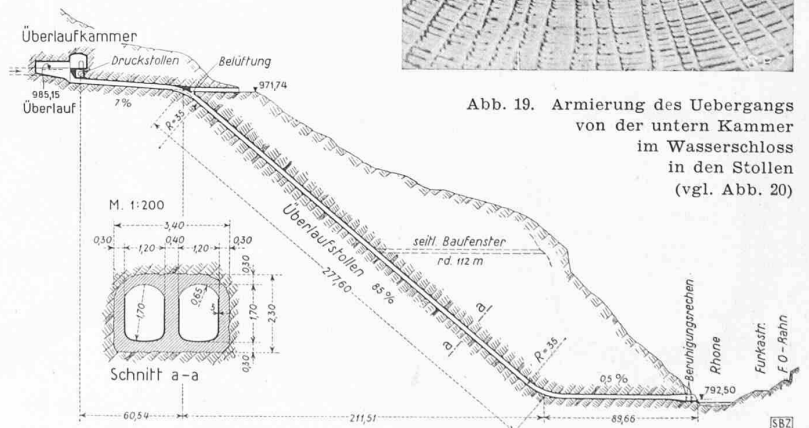 Überlaufkammer
Druckstollen
Belüftung
985,15
Überlauf
7%
R=35
971,74
Abb. 19. Armierung des Uebergangs
von der untern Kammer
im Wasserschloss
in den Stollen
(vgl. Abb. 20)
M. 1:200
3,40
0,30
1,20
0,40
1,20
0,30
0,30
1,70
0,65
1,70
2,30
0,30
Schnitt a-a
Überlaufstollen 85%
277,60
seitl. Baufenster
rd. 112 m
a
a
R=35
0,5%
Beruhigungsrechen
Rhone
Furkastr.
FO-Bahn
792,50
60,54
211,51
89,66
SBZ